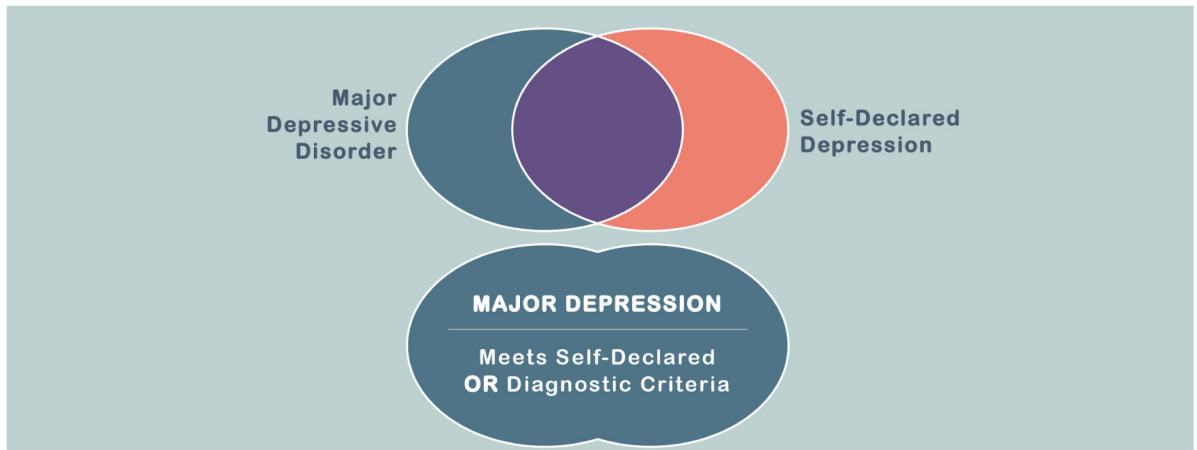 Major
Depressive
Disorder
Self-Declared
Depression
MAJOR DEPRESSION
Meets Self-Declared
OR Diagnostic Criteria